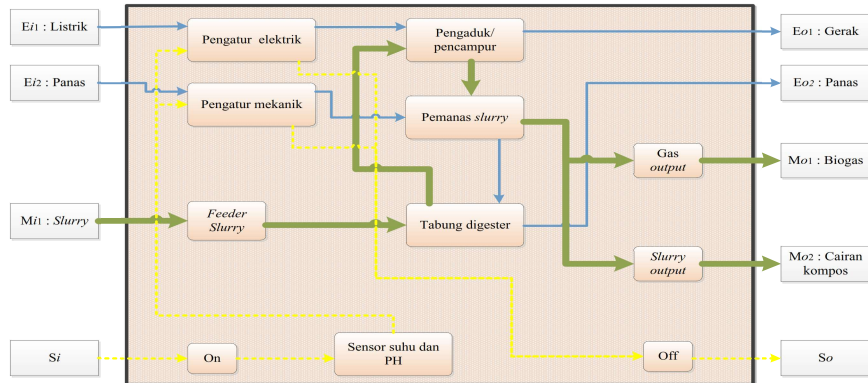 Ei1 : Listrik
Pengatur elektrik
Pengaduk/
pencampur
Eo1 : Gerak
Ei2 : Panas
Pengatur mekanik
Pemanas slurry
Eo2 : Panas
Gas
output
Mo1 : Biogas
Mi1 : Slurry
Feeder
Slurry
Tabung digester
Slurry
output
Mo2 : Cairan
kompos
Si
On
Sensor suhu dan
PH
Off
So